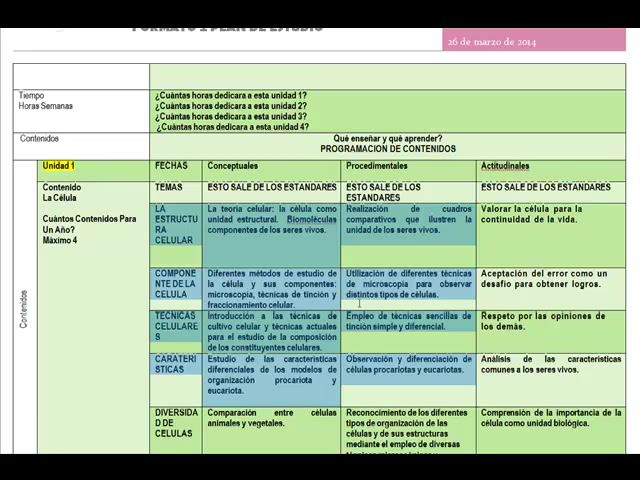 FORMATO 1 PLAN DE ESTUDIO
26 de marzo de 2014
Tiempo
Horas Semanas
¿Cuántas horas dedicara a esta unidad 1?
¿Cuántas horas dedicara a esta unidad 2?
¿Cuántas horas dedicara a esta unidad 3?
¿Cuántas horas dedicara a esta unidad 4?
Contenidos
Qué enseñar y qué aprender?
PROGRAMACION DE CONTENIDOS
Contenidos
Unidad 1
FECHAS
Conceptuales
Procedimentales
Actitudinales
Contenido
La Célula
Cuántos Contenidos Para
Un Año?
Máximo 4
TEMAS
ESTO SALE DE LOS ESTANDARES
ESTO SALE DE LOS
ESTANDARES
ESTO SALE DE LOS ESTANDARES
LA
ESTRUCTU
RA
CELULAR
La teoría celular: la célula como
unidad estructural. Biomoléculas
componentes de los seres vivos.
Realización de cuadros
comparativos que ilustren la
unidad de los seres vivos.
Valorar la célula para la
continuidad de la vida.
COMPONE
NTE DE LA
CELULA
Diferentes métodos de estudio de
la célula y sus componentes:
microscopia, técnicas de tinción y
fraccionamiento celular.
Utilización de diferentes técnicas
de microscopia para observar
distintos tipos de células.
Aceptación del error como un
desafío para obtener logros.
TECNICAS
CELULARE
S
Introducción a las técnicas de
cultivo celular y técnicas actuales
para el estudio de la composición
de los constituyentes celulares.
Empleo de técnicas sencillas de
tinción simple y diferencial.
Respeto por las opiniones de
los demás.
CARATERI
STICAS
Estudio de las características
diferenciales de los modelos de
organización procariota y
eucariota.
Observación y diferenciación de
células procariotas y eucariotas.
Análisis de las características
comunes a los seres vivos.
DIVERSIDA
D DE
CELULAS
Comparación entre células
animales y vegetales.
Reconocimiento de los diferentes
tipos de organización de las
células y de sus estructuras
mediante el empleo de diversas
Comprensión de la importancia de la
célula como unidad biológica.